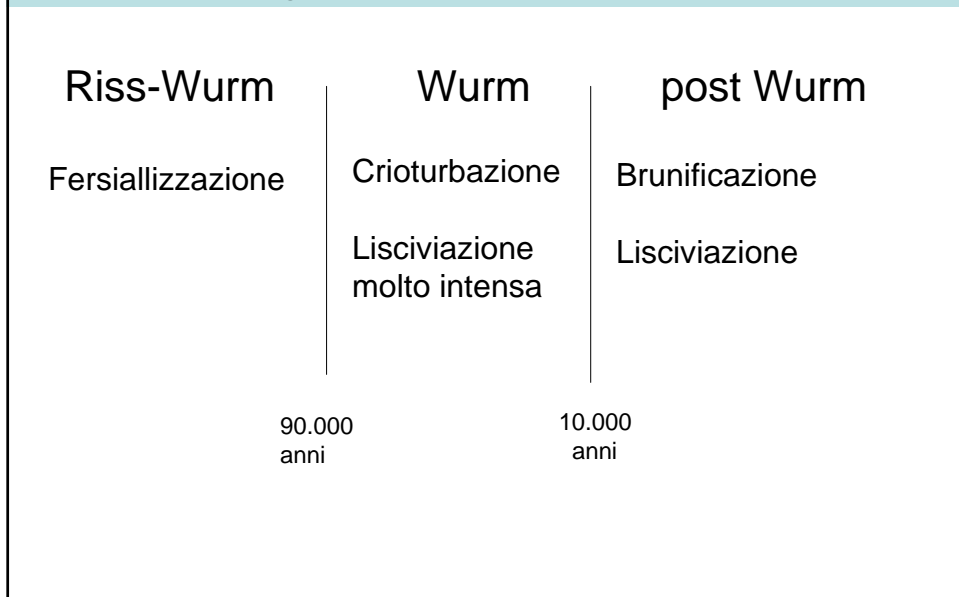 Riss-Wurm
Wurm
post Wurm
Fersiallizzazione
Crioturbazione
Lisciviazione
molto intensa
Brunificazione
Lisciviazione
90.000
anni
10.000
anni